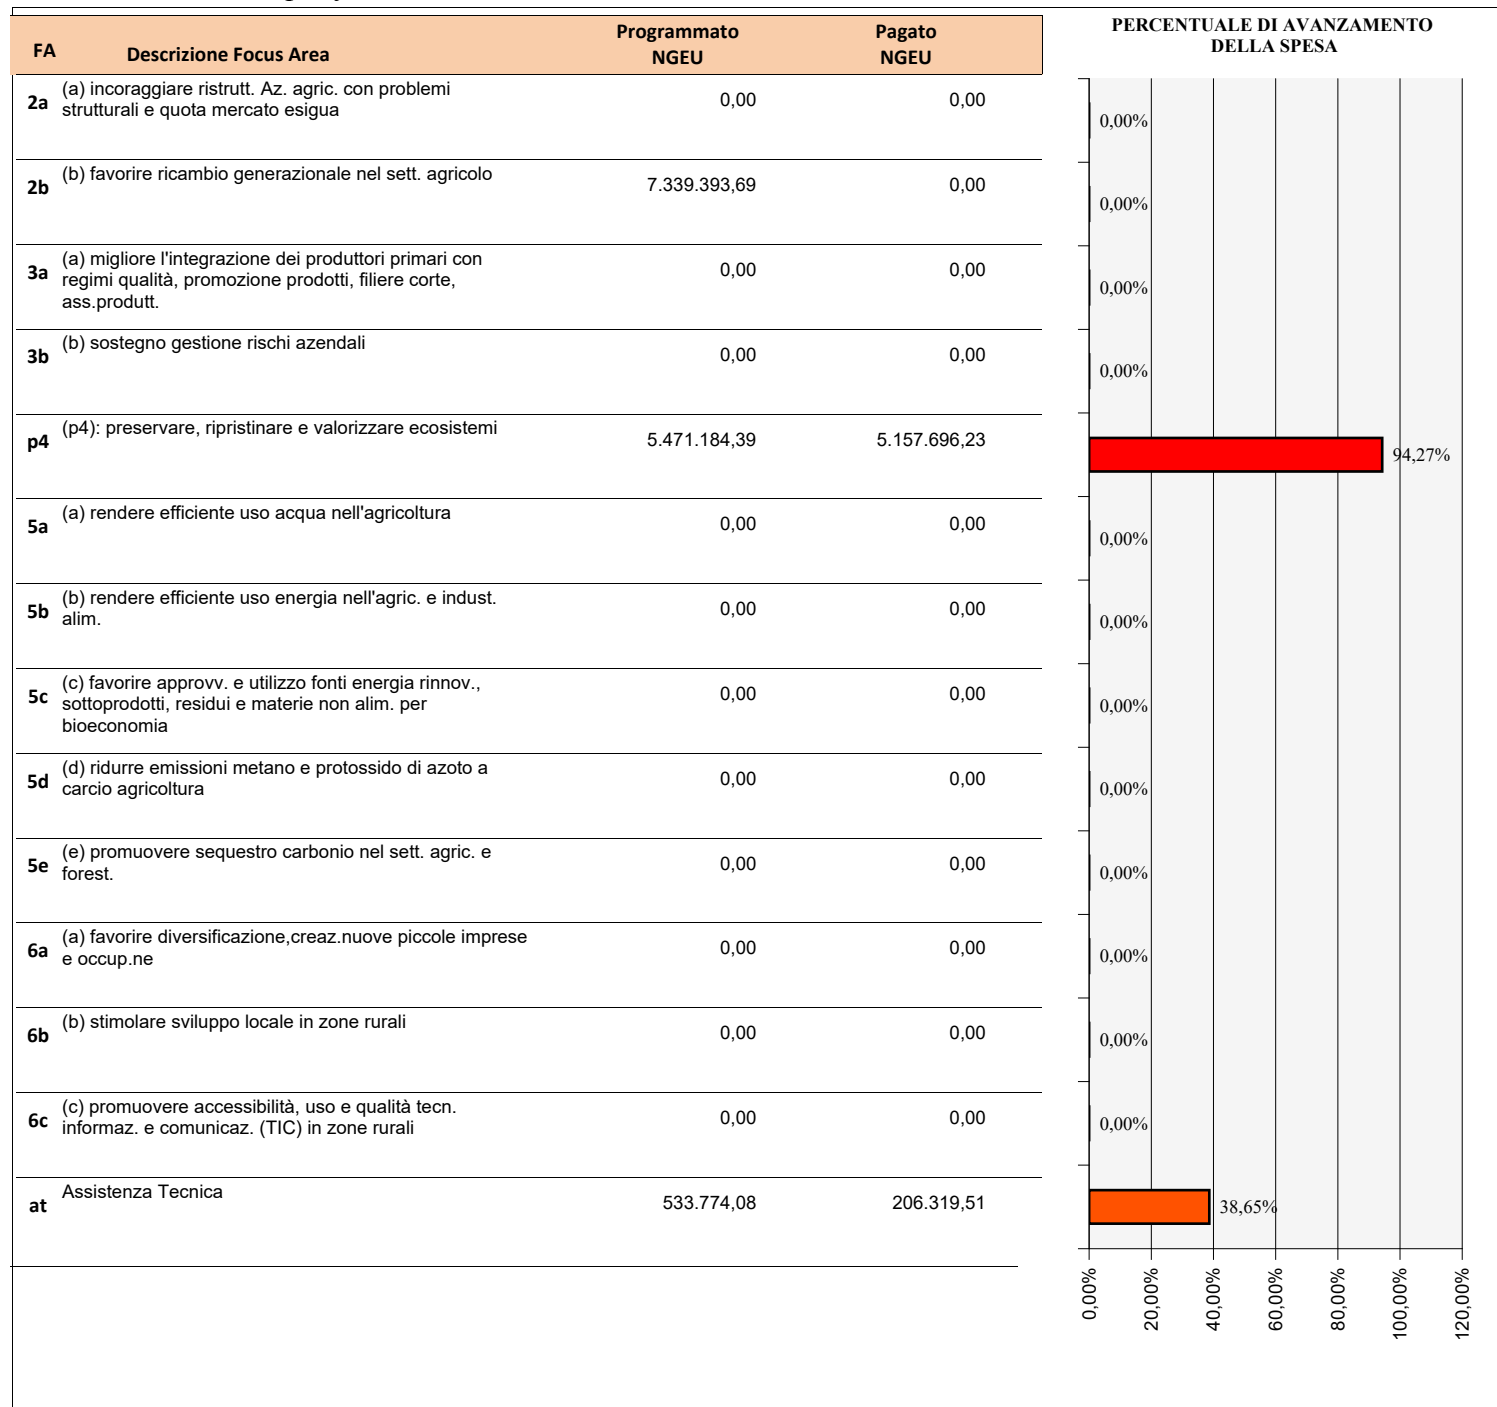 Programmato Pagato
FA Descrizione Focus Area NGEU NGEU
PERCENTUALE DI AVANZAMENTO
DELLA SPESA
2a (a) incoraggiare ristrutt. Az. agric. con problemi 0,00 0,00
strutturali e quota mercato esigua
0,00%
2b (b) favorire ricambio generazionale nel sett. agricolo 7.339.393,69 0,00
0,00%
3a (a) migliore l'integrazione dei produttori primari con 0,00 0,00
regimi qualità, promozione prodotti, filiere corte,
ass.produtt.
0,00%
3b (b) sostegno gestione rischi azendali 0,00 0,00
0,00%
p4 (p4): preservare, ripristinare e valorizzare ecosistemi 5.471.184,39 5.157.696,23
94,27%
5a (a) rendere efficiente uso acqua nell'agricoltura 0,00 0,00
0,00%
5b (b) rendere efficiente uso energia nell'agric. e indust. 0,00 0,00
alim.
0,00%
5c (c) favorire approvv. e utilizzo fonti energia rinnov., 0,00 0,00
sottoprodotti, residui e materie non alim. per
bioeconomia
0,00%
5d (d) ridurre emissioni metano e protossido di azoto a 0,00 0,00
carcio agricoltura
0,00%
5e (e) promuovere sequestro carbonio nel sett. agric. e 0,00 0,00
forest.
0,00%
6a (a) favorire diversificazione,creaz.nuove piccole imprese 0,00 0,00
e occup.ne
0,00%
6b (b) stimolare sviluppo locale in zone rurali 0,00 0,00
0,00%
6c (c) promuovere accessibilità, uso e qualità tecn. 0,00 0,00
informaz. e comunicaz. (TIC) in zone rurali
0,00%
at Assistenza Tecnica 533.774,08 206.319,51
38,65%
0,00% 20,00% 40,00% 60,00% 80,00% 100,00% 120,00%